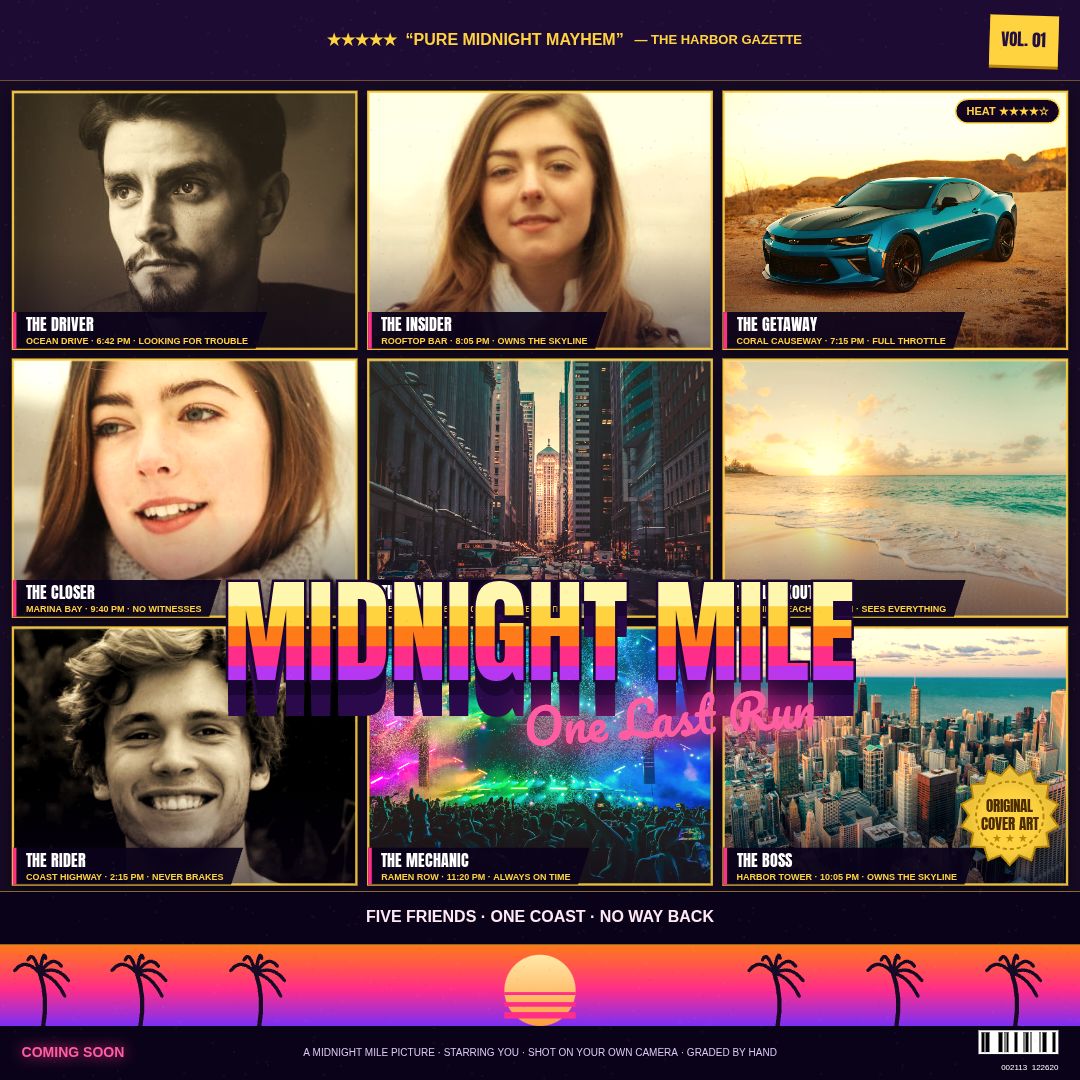 ★★★★★ “PURE MIDNIGHT MAYHEM” — THE HARBOR GAZETTE
VOL. 01
HEAT ★★★★☆
THE DRIVER
OCEAN DRIVE · 6:42 PM · LOOKING FOR TROUBLE
THE INSIDER
ROOFTOP BAR · 8:05 PM · OWNS THE SKYLINE
THE GETAWAY
CORAL CAUSEWAY · 7:15 PM · FULL THROTTLE
THE CLOSER
MARINA BAY · 9:40 PM · NO WITNESSES
· SEES EVERYTHING
MIDNIGHT MILE
One Last Run
THE RIDER
COAST HIGHWAY · 2:15 PM · NEVER BRAKES
THE MECHANIC
RAMEN ROW · 11:20 PM · ALWAYS ON TIME
THE BOSS
HARBOR TOWER · 10:05 PM · OWNS THE SKYLINE
ORIGINAL
COVER ART
★ ★ ★
FIVE FRIENDS · ONE COAST · NO WAY BACK
COMING SOON
A MIDNIGHT MILE PICTURE · STARRING YOU · SHOT ON YOUR OWN CAMERA · GRADED BY HAND
002113 122620